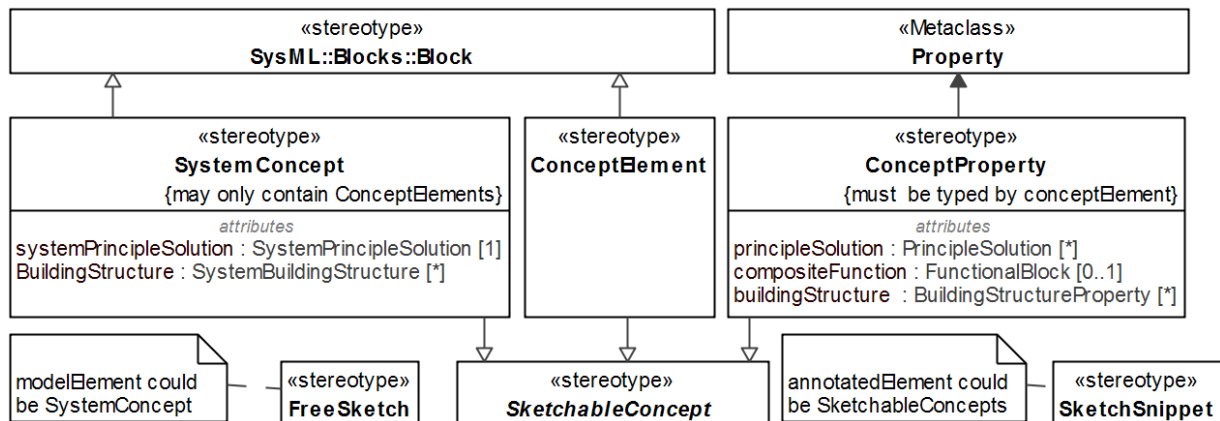 «stereotype»
SysML::Blocks::Block
«Metaclass»
Property
«stereotype»
SystemConcept
{may only contain ConceptElements}
attributes
systemPrincipleSolution : SystemPrincipleSolution [1]
BuildingStructure : SystemBuildingStructure [*]
«stereotype»
ConceptElement
«stereotype»
ConceptProperty
{must be typed by conceptElement}
attributes
principleSolution : PrincipleSolution [*]
compositeFunction : FunctionalBlock [0..1]
buildingStructure : BuildingStructureProperty [*]
modelElement could
be SystemConcept
«stereotype»
FreeSketch
«stereotype»
SketchableConcept
annotatedElement could
be SketchableConcepts
«stereotype»
SketchSnippet